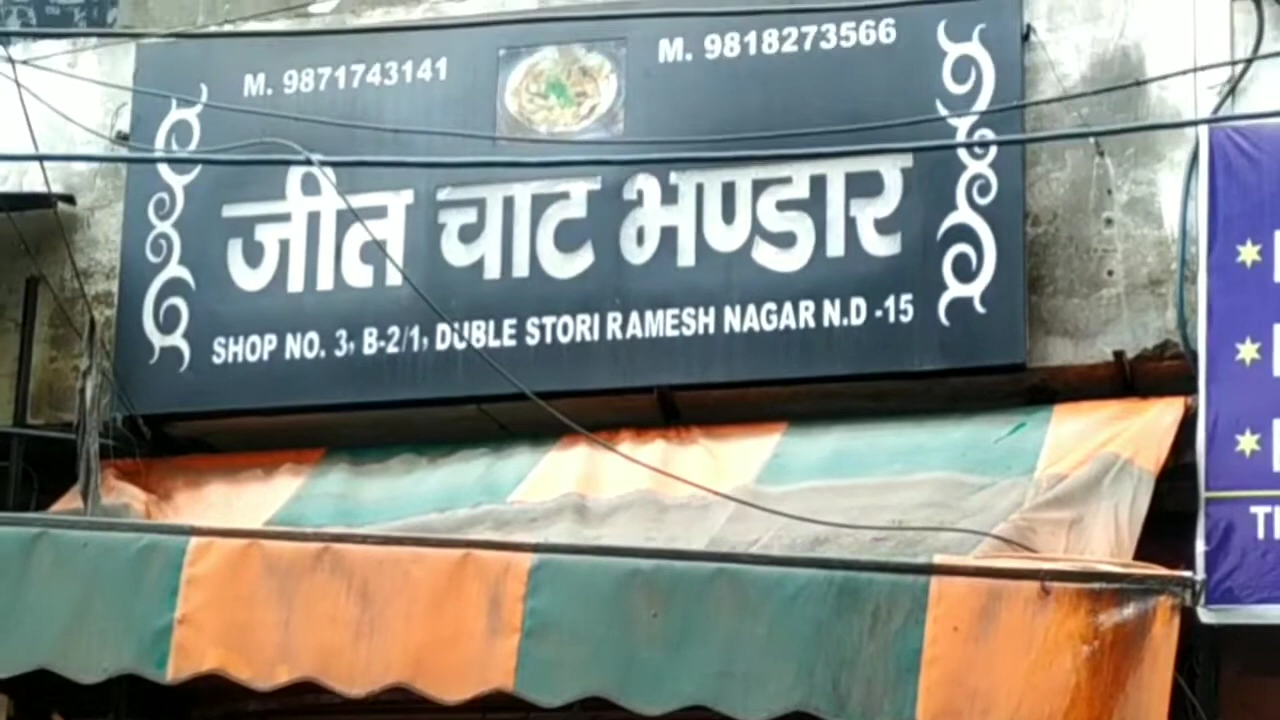 M. 9871743141
M. 9818273566
जीत चाट भण्डार
SHOP NO. 3, B-2/1, DUBLE STORI RAMESH NAGAR N.D -15